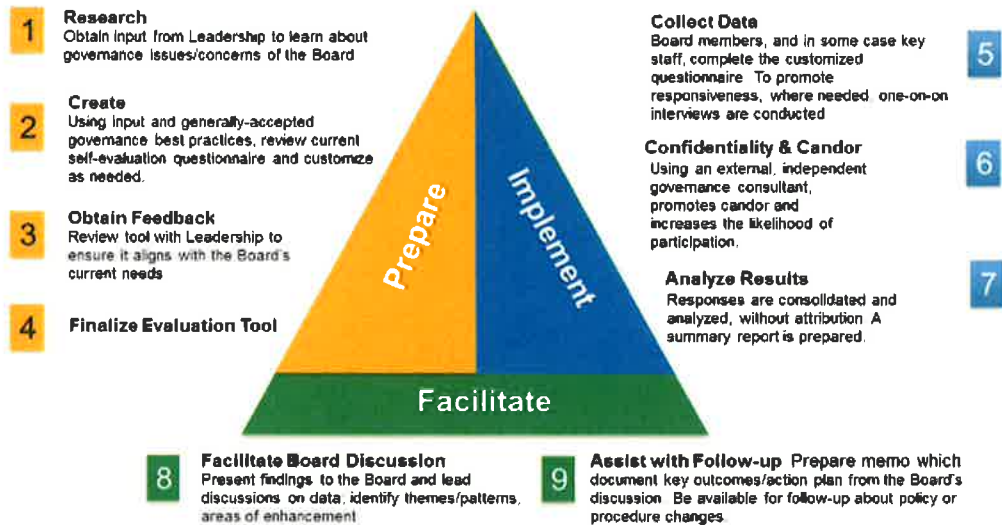 1
Research
Obtain input from Leadership to learn about
governance issues/concerns of the Board
2
Create
Using input and generally-accepted
governance best practices, review current
self-evaluation questionnaire and customize
as needed.
3
Obtain Feedback
Review tool with Leadership to
ensure it aligns with the Board's
current needs
4
Finalize Evaluation Tool
Prepare
Implement
Facilitate
Collect Data
Board members, and in some case key
staff, complete the customized
questionnaire To promote
responsiveness, where needed, one-on-on
interviews are conducted
5
Confidentiality & Candor
Using an external, independent
governance consultant,
promotes candor and
increases the likelihood of
participation.
6
Analyze Results
Responses are consolidated and
analyzed, without attribution A
summary report is prepared.
7
8
Facilitate Board Discussion
Present findings to the Board and lead
discussions on data; identify themes/patterns,
areas of enhancement
9
Assist with Follow-up Prepare memo which
document key outcomes/action plan from the Board's
discussion Be available for follow-up about policy or
procedure changes